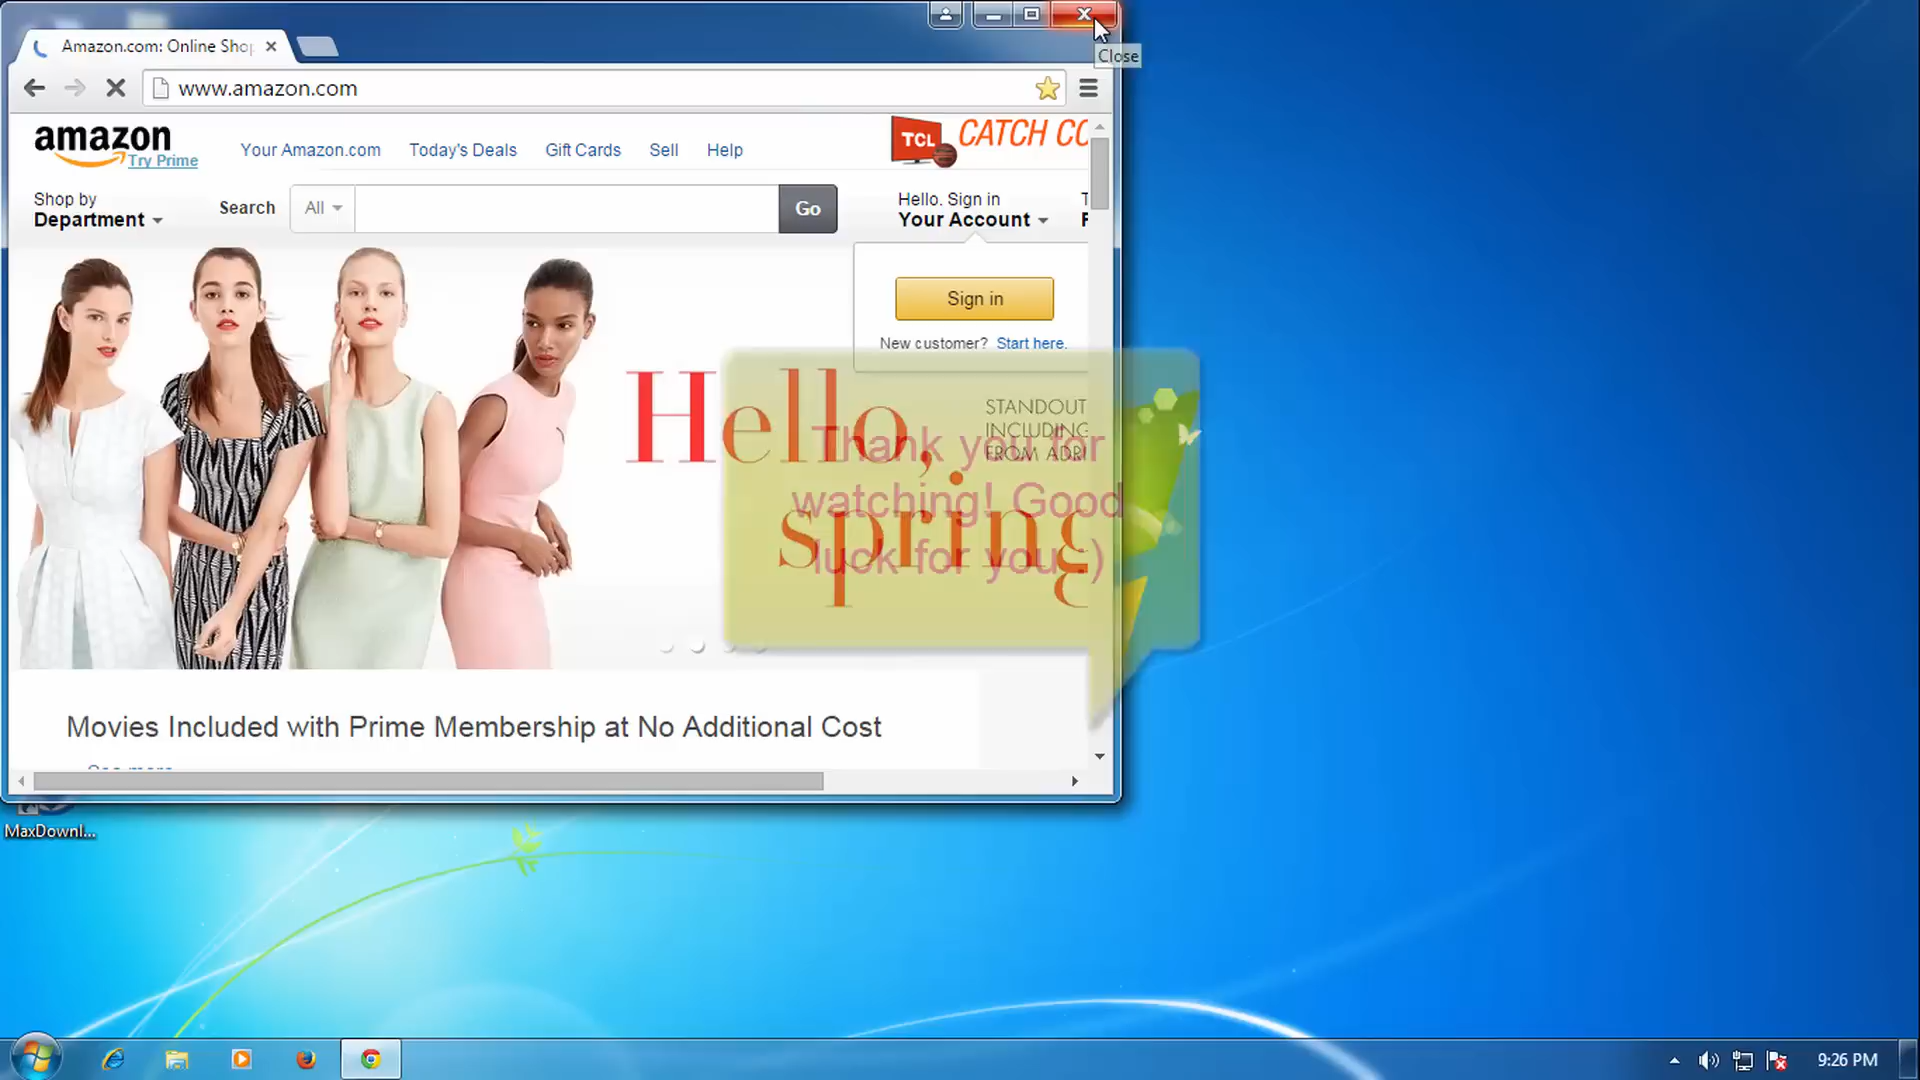 Amazon.com: Online Shop
Close
www.amazon.com
amazon
Try Prime
Your Amazon.com
Today's Deals
Gift Cards
Sell
Help
TCL
CATCH CO
Shop by
Department
Search
All
Go
Hello. Sign in
Your Account
Sign in
New customer? Start here.
Hello,
spring
STANDOUT
INCLUDING
FROM ADRI
Thank you for
watching! Good
luck for you :)
Movies Included with Prime Membership at No Additional Cost
See more
MaxDownl...
9:26 PM